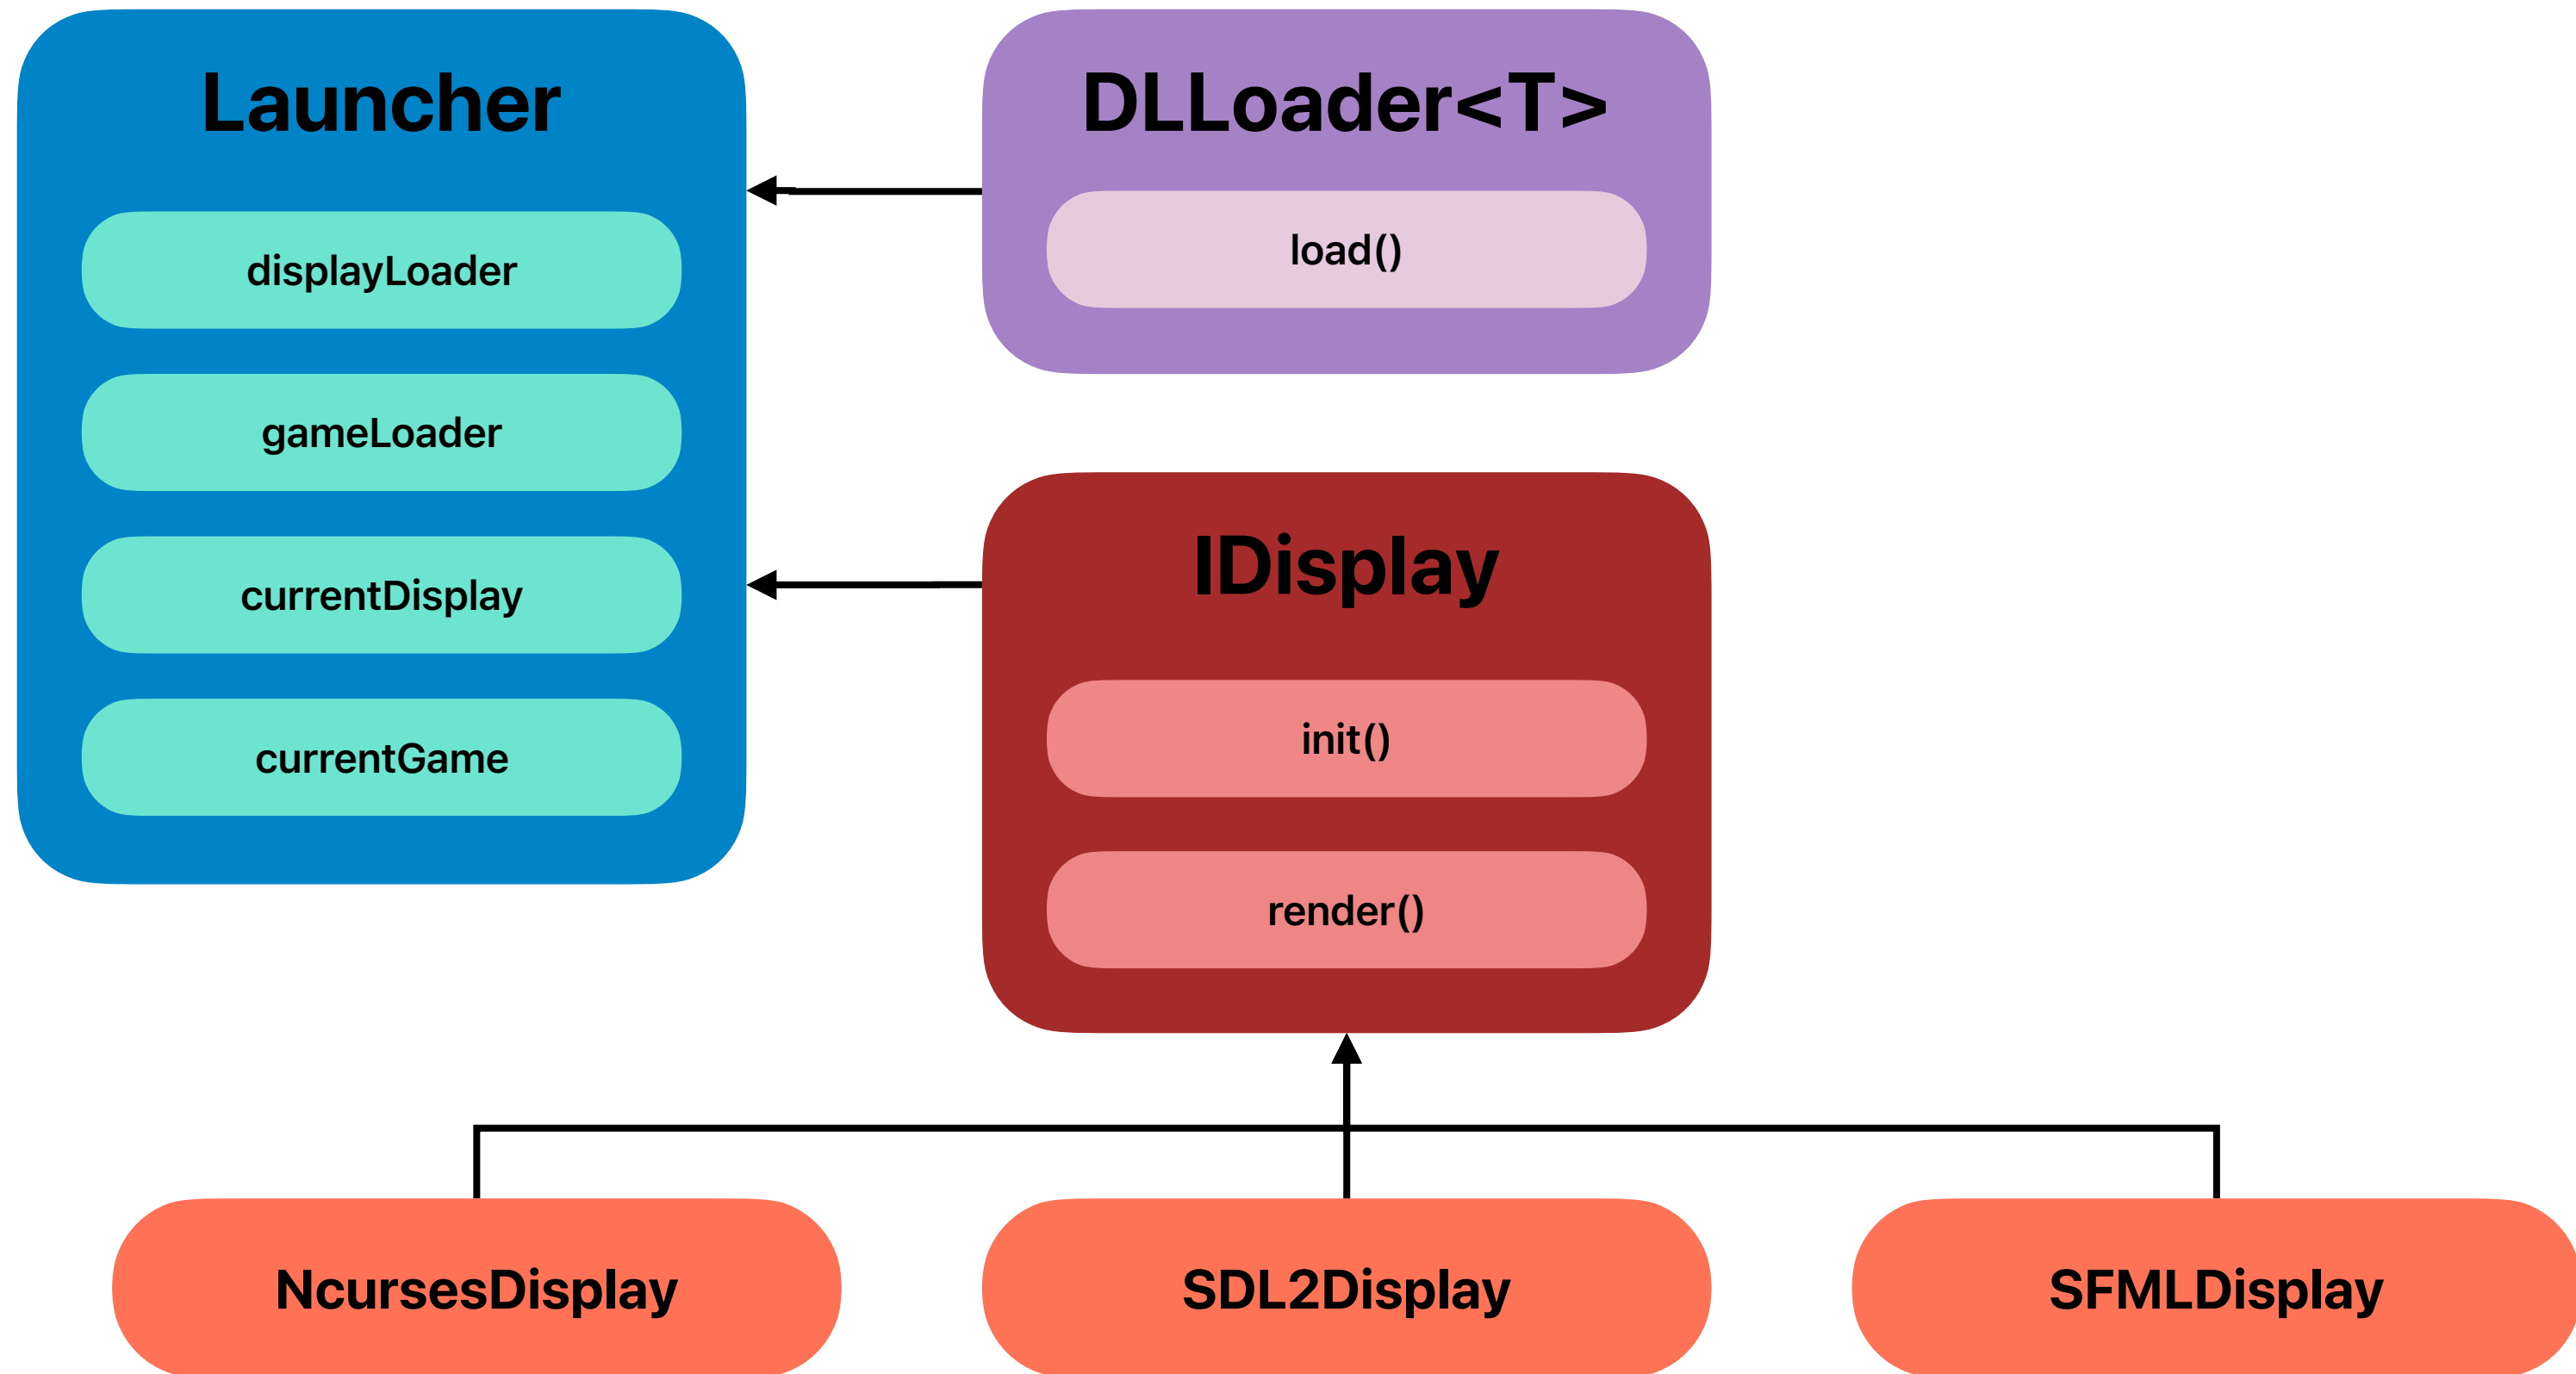 Launcher
displayLoader
gameLoader
currentDisplay
currentGame
DLLoader<T>
load()
IDisplay
init()
render()
NcursesDisplay
SDL2Display
SFMLDisplay